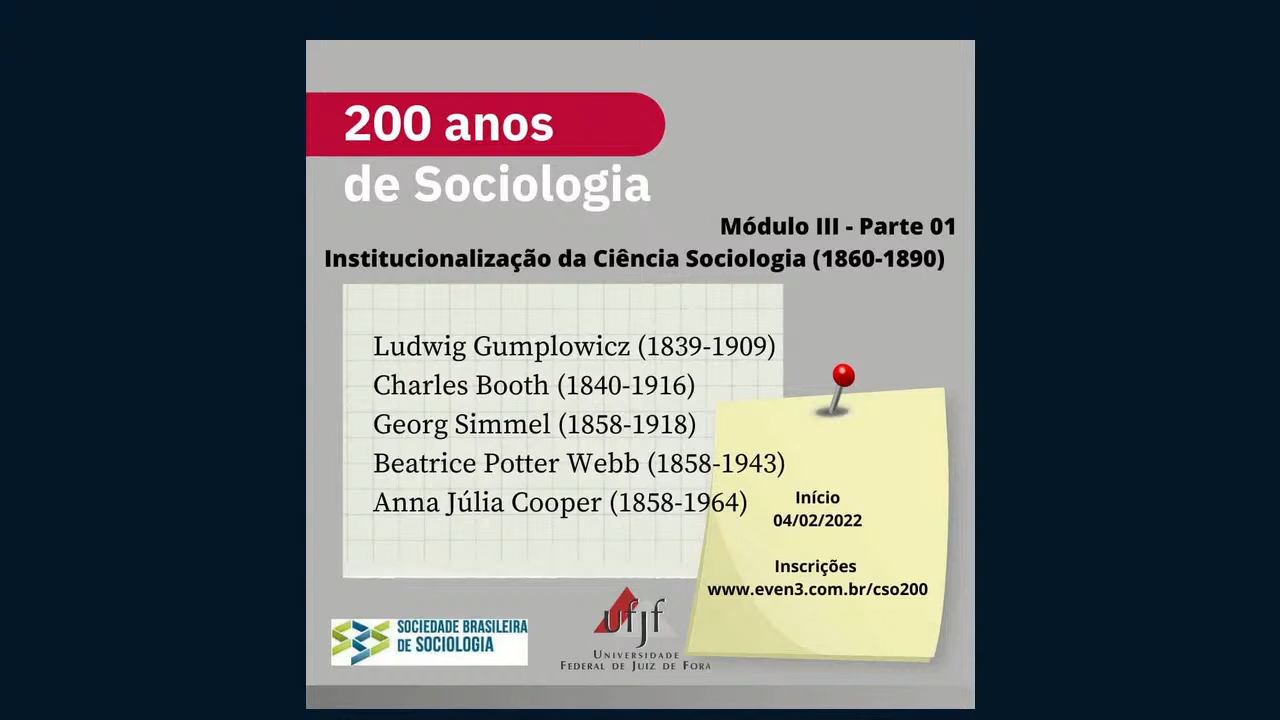 200 anos
de Sociologia
Módulo III - Parte 01
Institucionalização da Ciência Sociologia (1860-1890)
Ludwig Gumplowicz (1839-1909)
Charles Booth (1840-1916)
Georg Simmel (1858-1918)
Beatrice Potter Webb (1858-1943)
Anna Júlia Cooper (1858-1964)
Início
04/02/2022
Inscrições
www.even3.com.br/cso200
SOCIEDADE BRASILEIRA
DE SOCIOLOGIA
ufjf
UNIVERSIDADE
FEDERAL DE JUIZ DE FORA